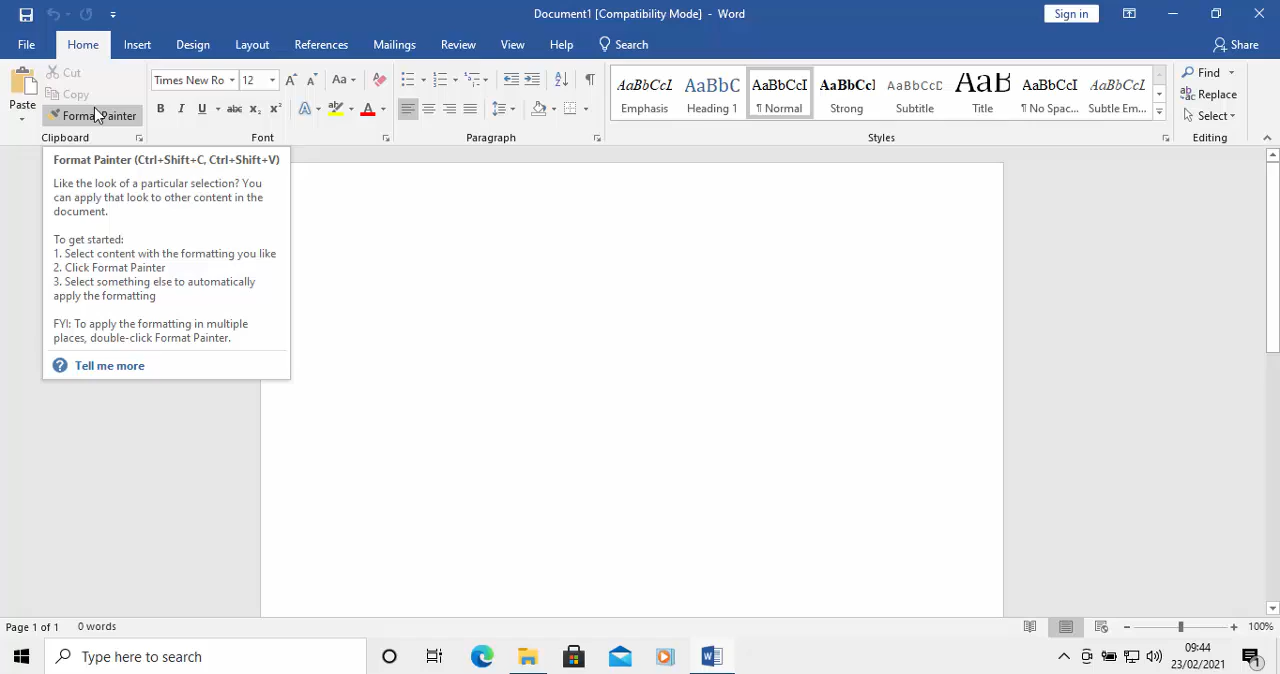 Document1 [Compatibility Mode] - Word
Sign in
File Home Insert Design Layout References Mailings Review View Help Search Share
Paste
Cut
Copy
Format Painter
Clipboard
Times New Ro 12
Aa
B I U abc x₂ x² A A
Font
Paragraph
AaBbCcI Emphasis
AaBbC Heading 1
AaBbCcI ¶ Normal
AaBbCcI Strong
AaBbCcD Subtitle
AaB Title
AaBbCcI ¶ No Spac...
AaBbCcI Subtle Em...
Styles
Find
Replace
Select
Editing
Format Painter (Ctrl+Shift+C, Ctrl+Shift+V)
Like the look of a particular selection? You
can apply that look to other content in the
document.
To get started:
1. Select content with the formatting you like
2. Click Format Painter
3. Select something else to automatically
apply the formatting
FYI: To apply the formatting in multiple
places, double-click Format Painter.
Tell me more
Page 1 of 1 0 words
100%
Type here to search
09:44
23/02/2021
1